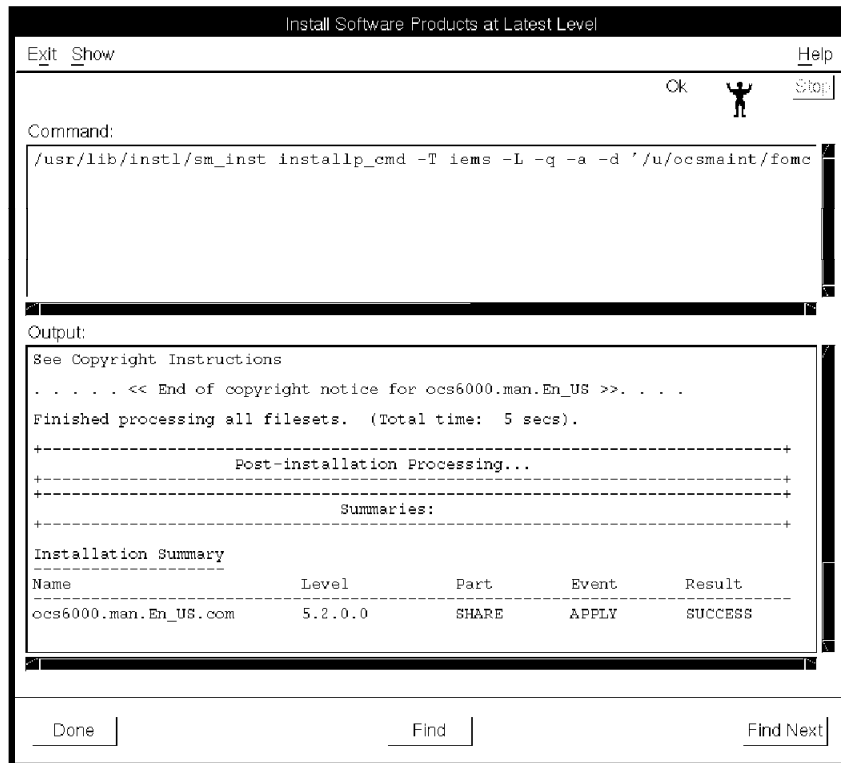 Install Software Products at Latest Level
Exit Show Help
Ok Stop
Command:
/usr/lib/instl/sm_inst installp_cmd -T iems -L -q -a -d '/u/ocsmaint/fomc
Output:
See Copyright Instructions
. . . . . << End of copyright notice for ocs6000.man.En_US >>. . . .
Finished processing all filesets.  (Total time:  5 secs).
+-----------------------------------------------------------------------------+
Post-installation Processing...
+-----------------------------------------------------------------------------+
+-----------------------------------------------------------------------------+
Summaries:
+-----------------------------------------------------------------------------+
Installation Summary
--------------------
Name Level Part Event Result
-------------------------------------------------------------------------------
ocs6000.man.En_US.com 5.2.0.0 SHARE APPLY SUCCESS
Done Find Find Next